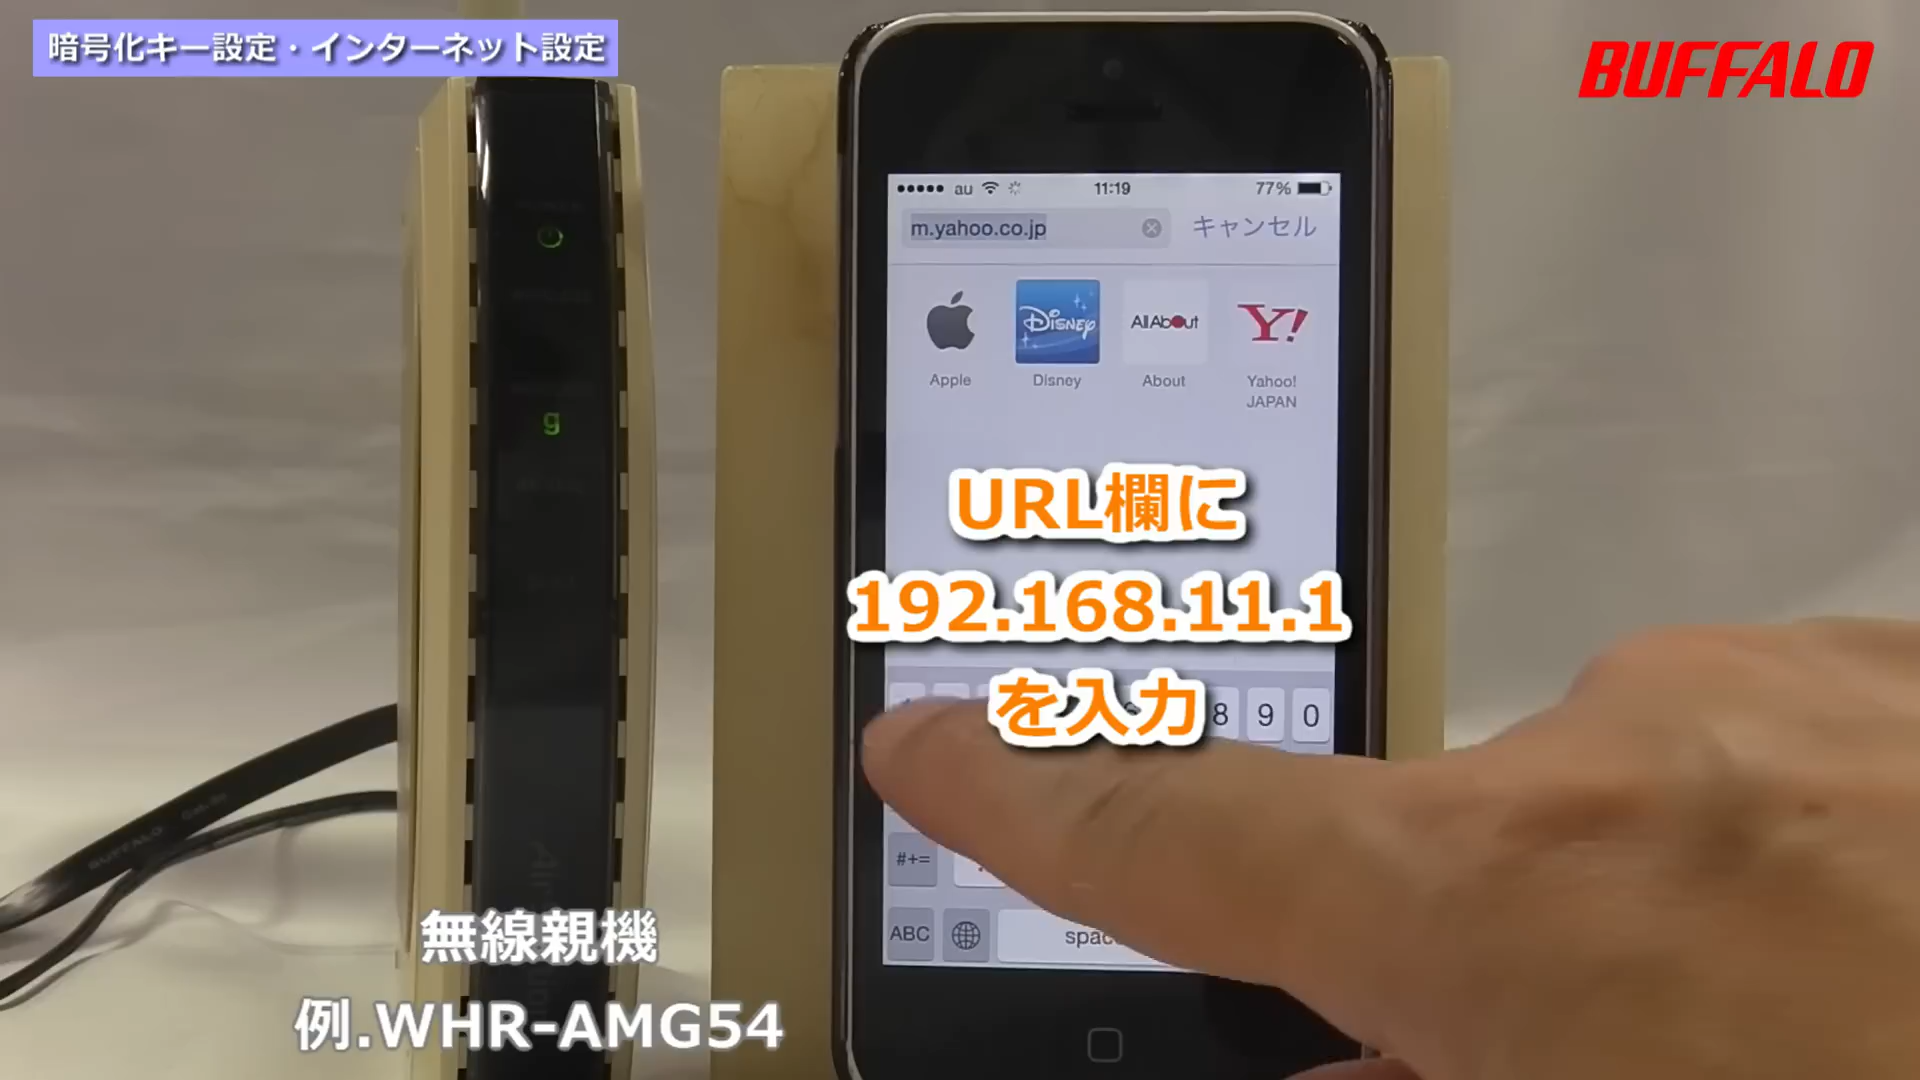 暗号化キー設定・インターネット設定
BUFFALO
au 11:19 77%
m.yahoo.co.jp キャンセル
Disney
AllAbout
Y!
Apple Disney About Yahoo!
JAPAN
g
URL欄に
192.168.11.1
を入力
8 9 0
#+=
ABC
BUFFALO
無線親機
例.WHR-AMG54